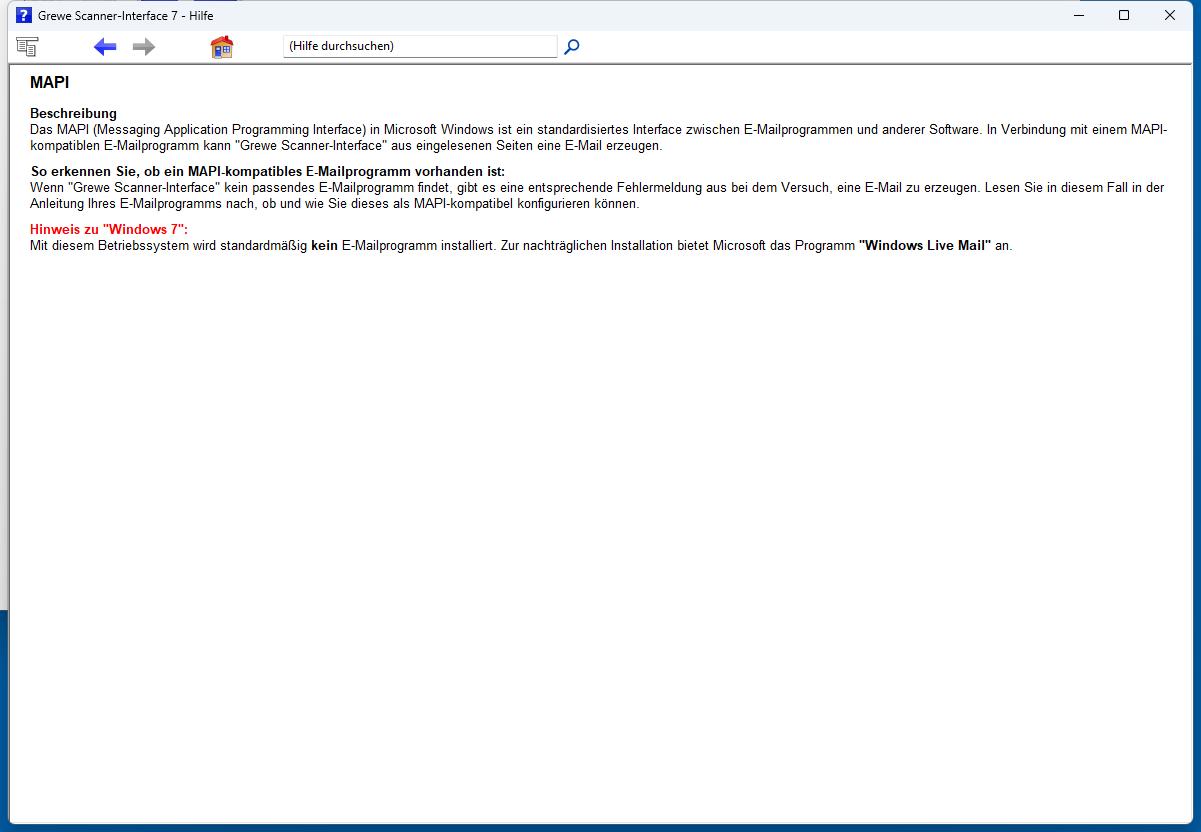 Grewe Scanner-Interface 7 - Hilfe
(Hilfe durchsuchen)
MAPI
Beschreibung
Das MAPI (Messaging Application Programming Interface) in Microsoft Windows ist ein standardisiertes Interface zwischen E-Mailprogrammen und anderer Software. In Verbindung mit einem MAPI-
kompatiblen E-Mailprogramm kann "Grewe Scanner-Interface" aus eingelesenen Seiten eine E-Mail erzeugen.
So erkennen Sie, ob ein MAPI-kompatibles E-Mailprogramm vorhanden ist:
Wenn "Grewe Scanner-Interface" kein passendes E-Mailprogramm findet, gibt es eine entsprechende Fehlermeldung aus bei dem Versuch, eine E-Mail zu erzeugen. Lesen Sie in diesem Fall in der
Anleitung Ihres E-Mailprogramms nach, ob und wie Sie dieses als MAPI-kompatibel konfigurieren können.
Hinweis zu "Windows 7":
Mit diesem Betriebssystem wird standardmäßig kein E-Mailprogramm installiert. Zur nachträglichen Installation bietet Microsoft das Programm "Windows Live Mail" an.